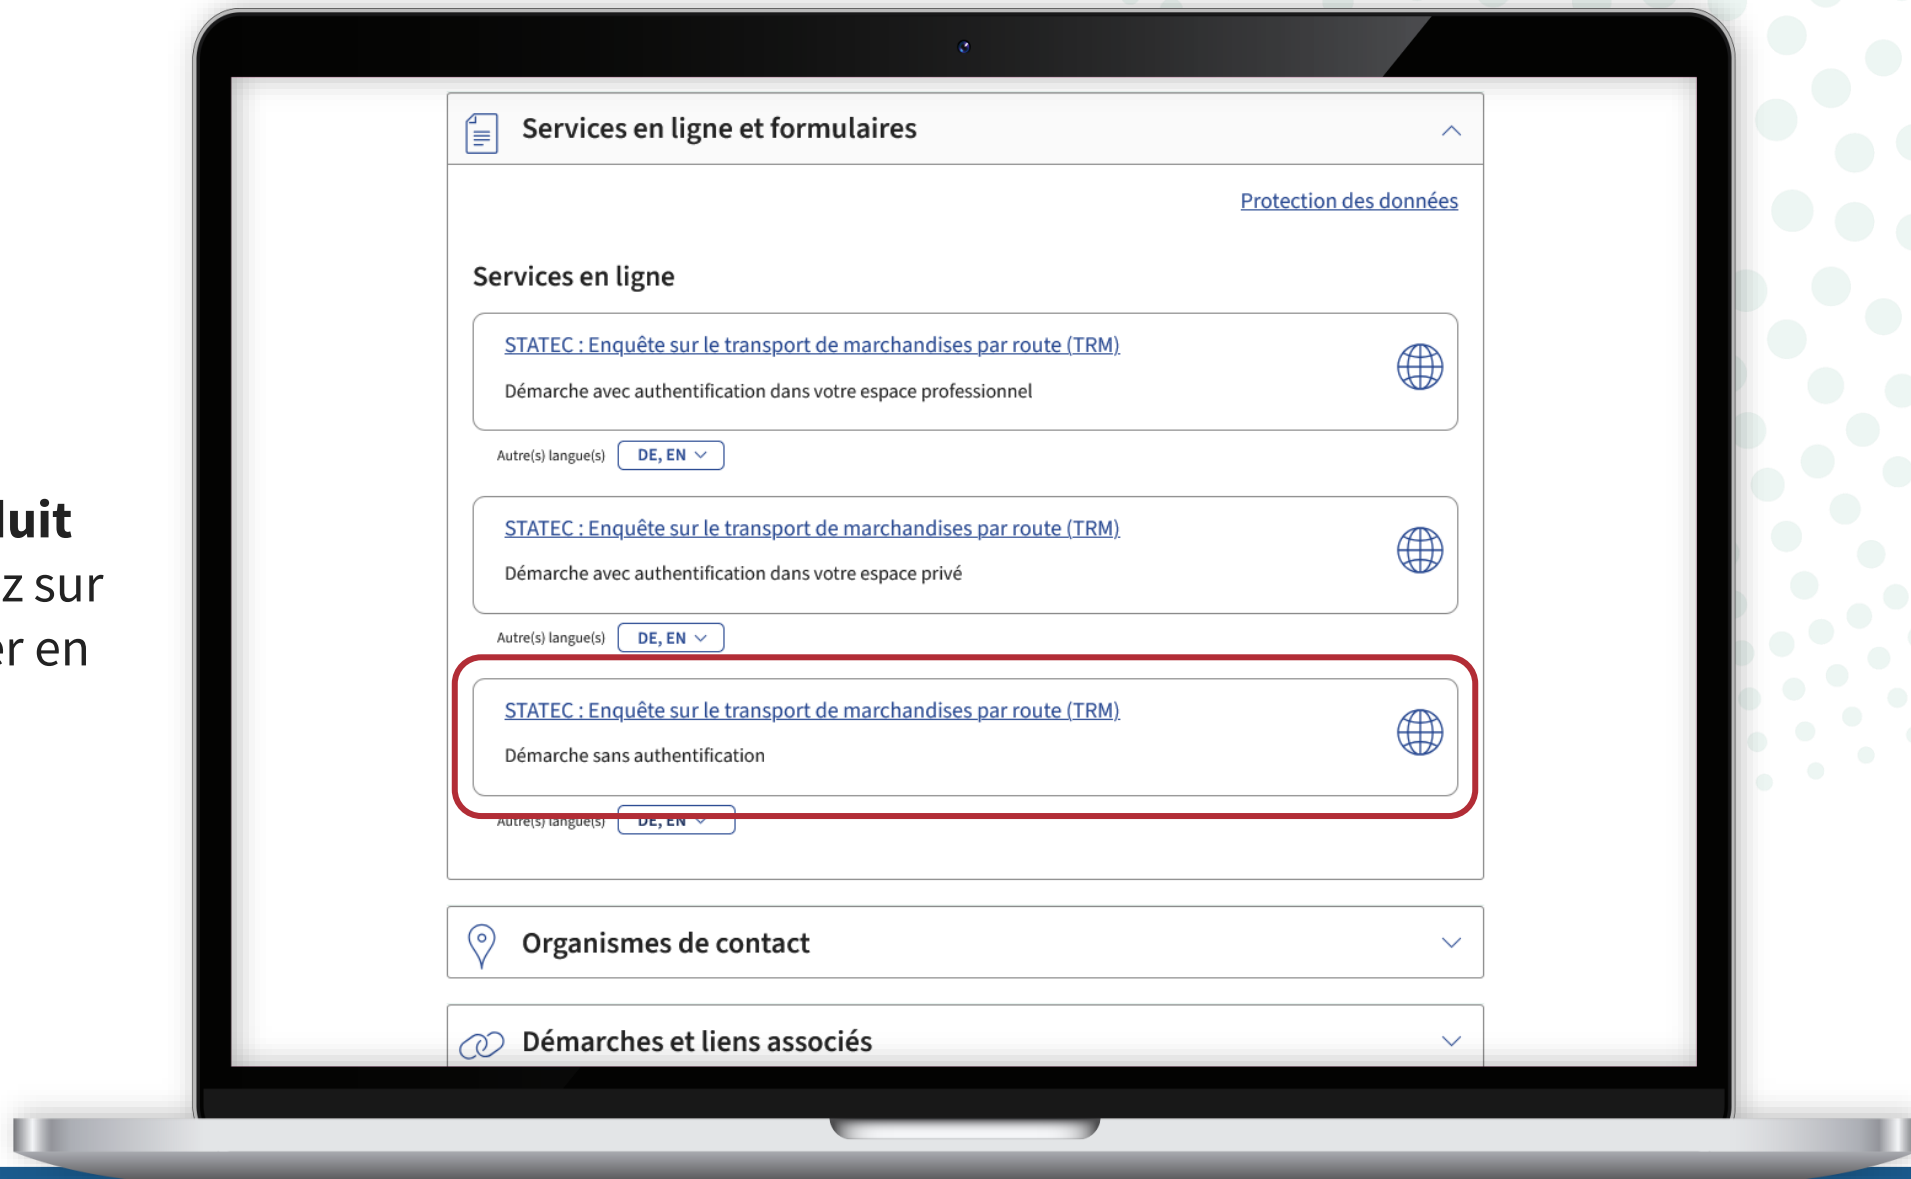 Services en ligne et formulaires
Protection des données
Services en ligne
STATEC : Enquête sur le transport de marchandises par route (TRM)
Démarche avec authentification dans votre espace professionnel
Autre(s) langue(s) DE, EN
STATEC : Enquête sur le transport de marchandises par route (TRM)
Démarche avec authentification dans votre espace privé
Autre(s) langue(s) DE, EN
STATEC : Enquête sur le transport de marchandises par route (TRM)
Démarche sans authentification
Autre(s) langue(s) DE, EN
Organismes de contact
Démarches et liens associés
sur
en